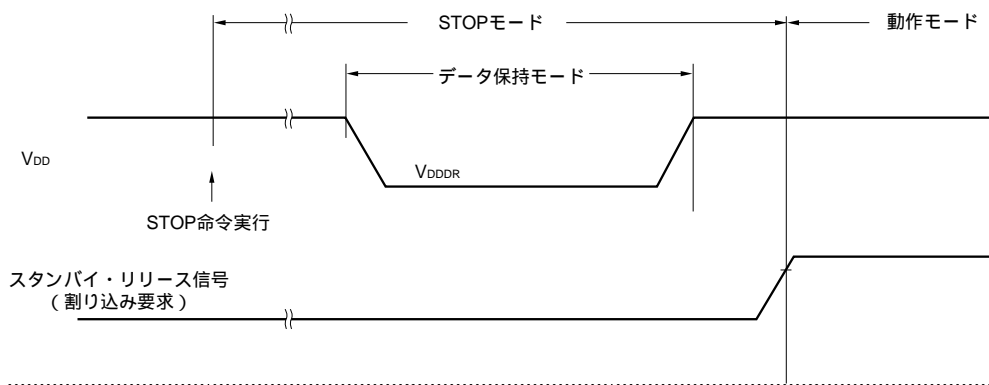 STOPモード
動作モード
データ保持モード
VDD
VDDDR
STOP命令実行
スタンバイ・リリース信号
（割り込み要求）